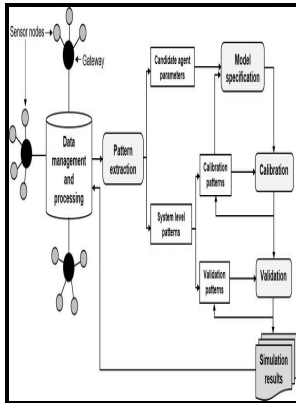 Sensor nodes
Gateway
Data
management
and
processing
Pattern
extraction
Candidate agent
parameters
Model
specification
System level
patterns
Calibration
patterns
Calibration
Validation
patterns
Validation
Simulation
results